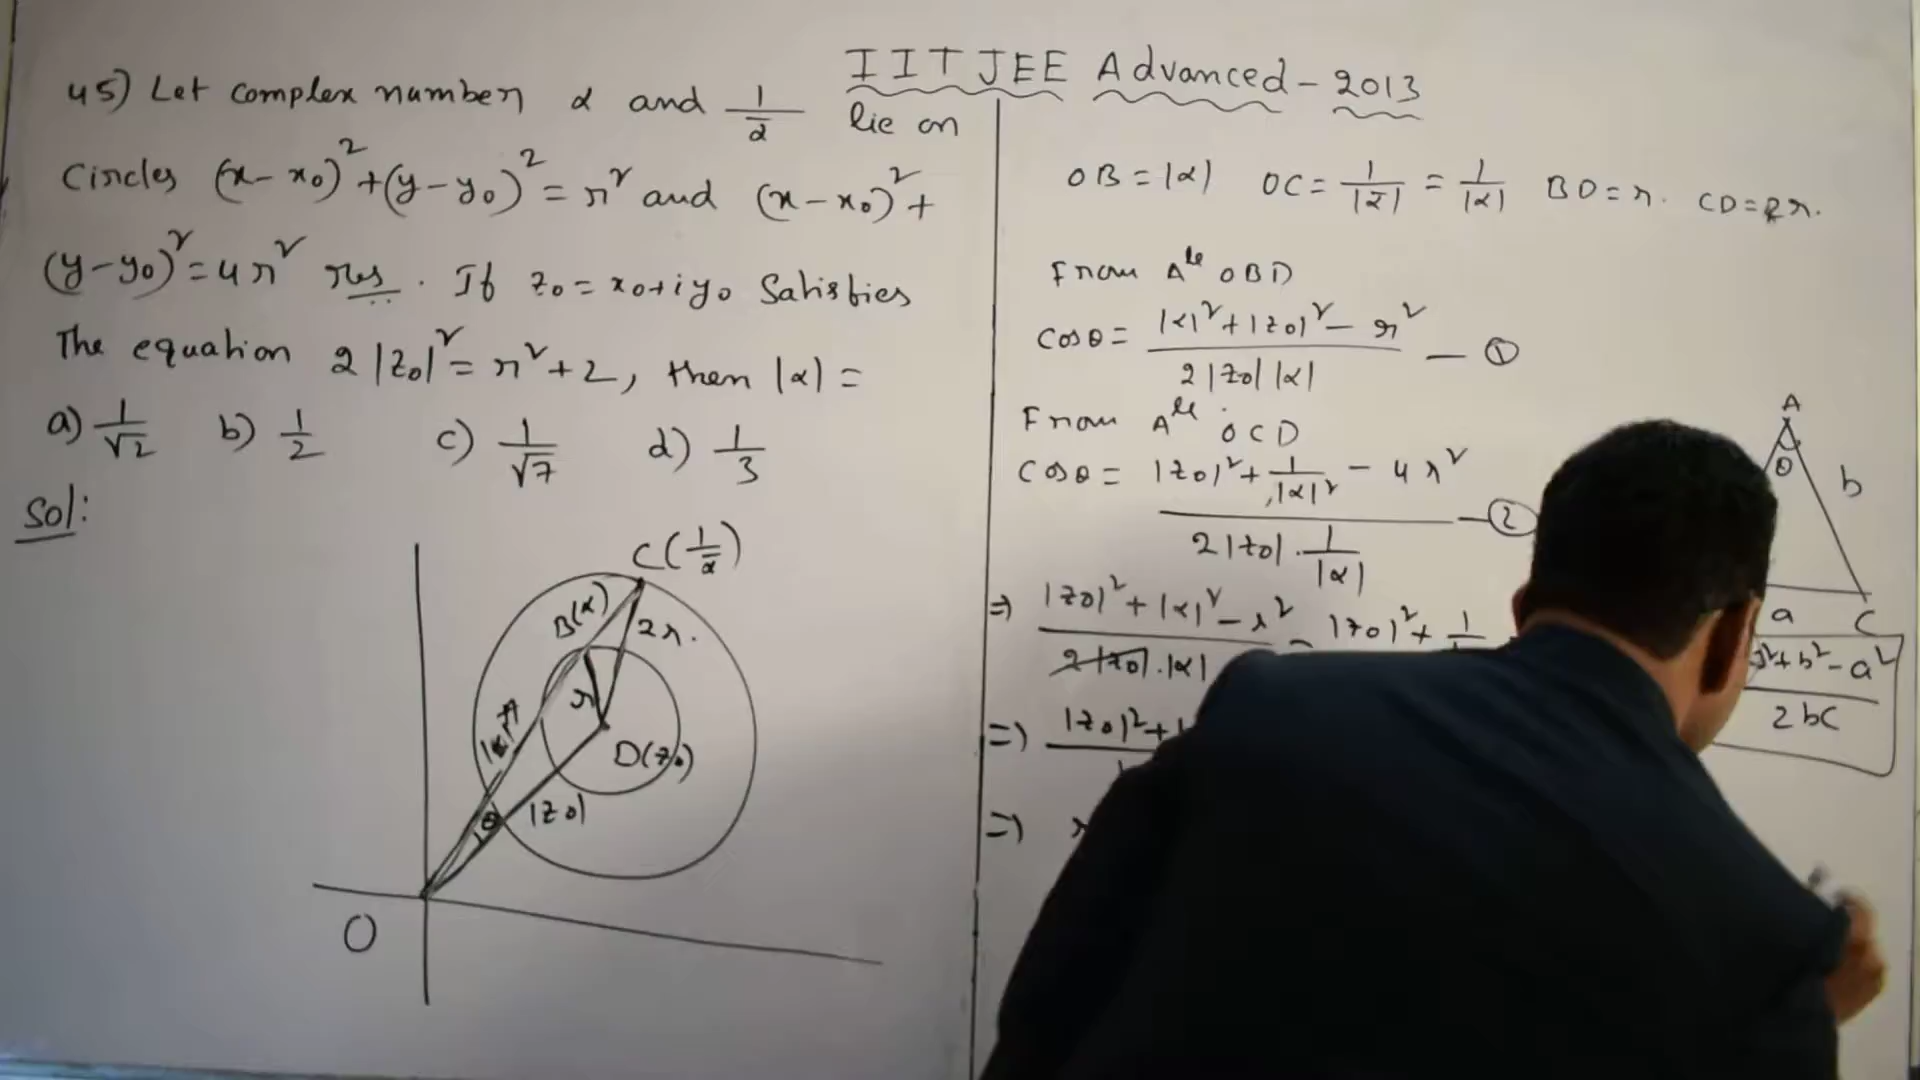 IIT JEE Advanced - 2013
45) Let complex number α and 1/ᾱ lie on
Circles (x-x₀)²+(y-y₀)²=r² and (x-x₀)²+
(y-y₀)²=4r² res. If z₀=x₀+iy₀ Satisfies
The equation 2|z₀|²=r²+2, then |α|=
a) 1/√2 b) 1/2 c) 1/√7 d) 1/3
Sol:
C(1/ᾱ)
B(α)
2r.
r
D(z₀)
|z₀|
θ
O
OB=|α| OC=1/|ᾱ|=1/|α| BD=r. CD=2r.
From Δle OBD
Cosθ=(|α|²+|z₀|²-r²)/(2|z₀||α|) — ①
From Δle OCD
Cosθ=(|z₀|²+1/|α|²-4r²)/(2|z₀|·1/|α|) — ②
⇒ (|z₀|²+|α|²-r²)/(2|z₀|·|α|) = |z₀|²+1/
⇒ |z₀|²+
⇒
A
θ
b
a
C
²+b²-a²
2bc